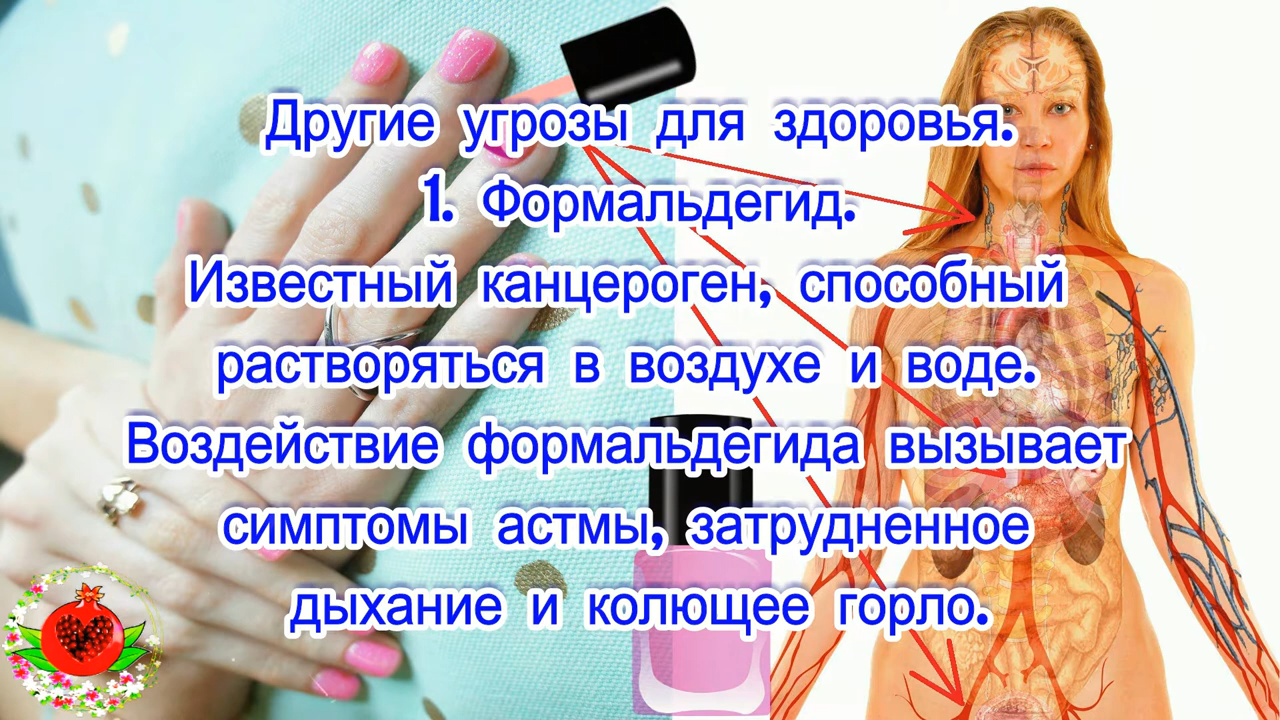 Другие угрозы для здоровья.
1. Формальдегид.
Известный канцероген, способный
растворяться в воздухе и воде.
Воздействие формальдегида вызывает
симптомы астмы, затрудненное
дыхание и колющее горло.